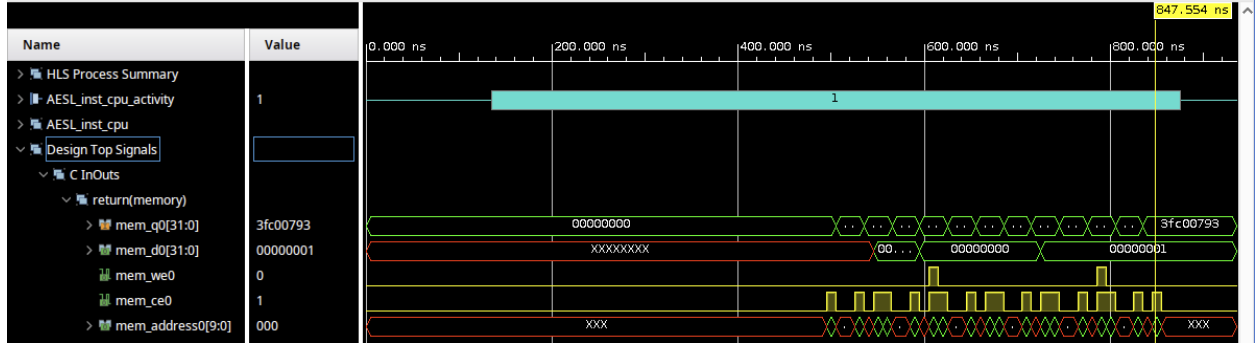 847.554 ns
Name Value 0.000 ns 200.000 ns 400.000 ns 600.000 ns 800.000 ns
HLS Process Summary
AESL_inst_cpu_activity 1 1
AESL_inst_cpu
Design Top Signals
C InOuts
return(memory)
mem_q0[31:0] 3fc00793 00000000 .. .. .. .. .. .. .. .. .. .. .. 3fc00793
mem_d0[31:0] 00000001 XXXXXXXX 00... 00000000 00000001
mem_we0 0
mem_ce0 1
mem_address0[9:0] 000 XXX XXX